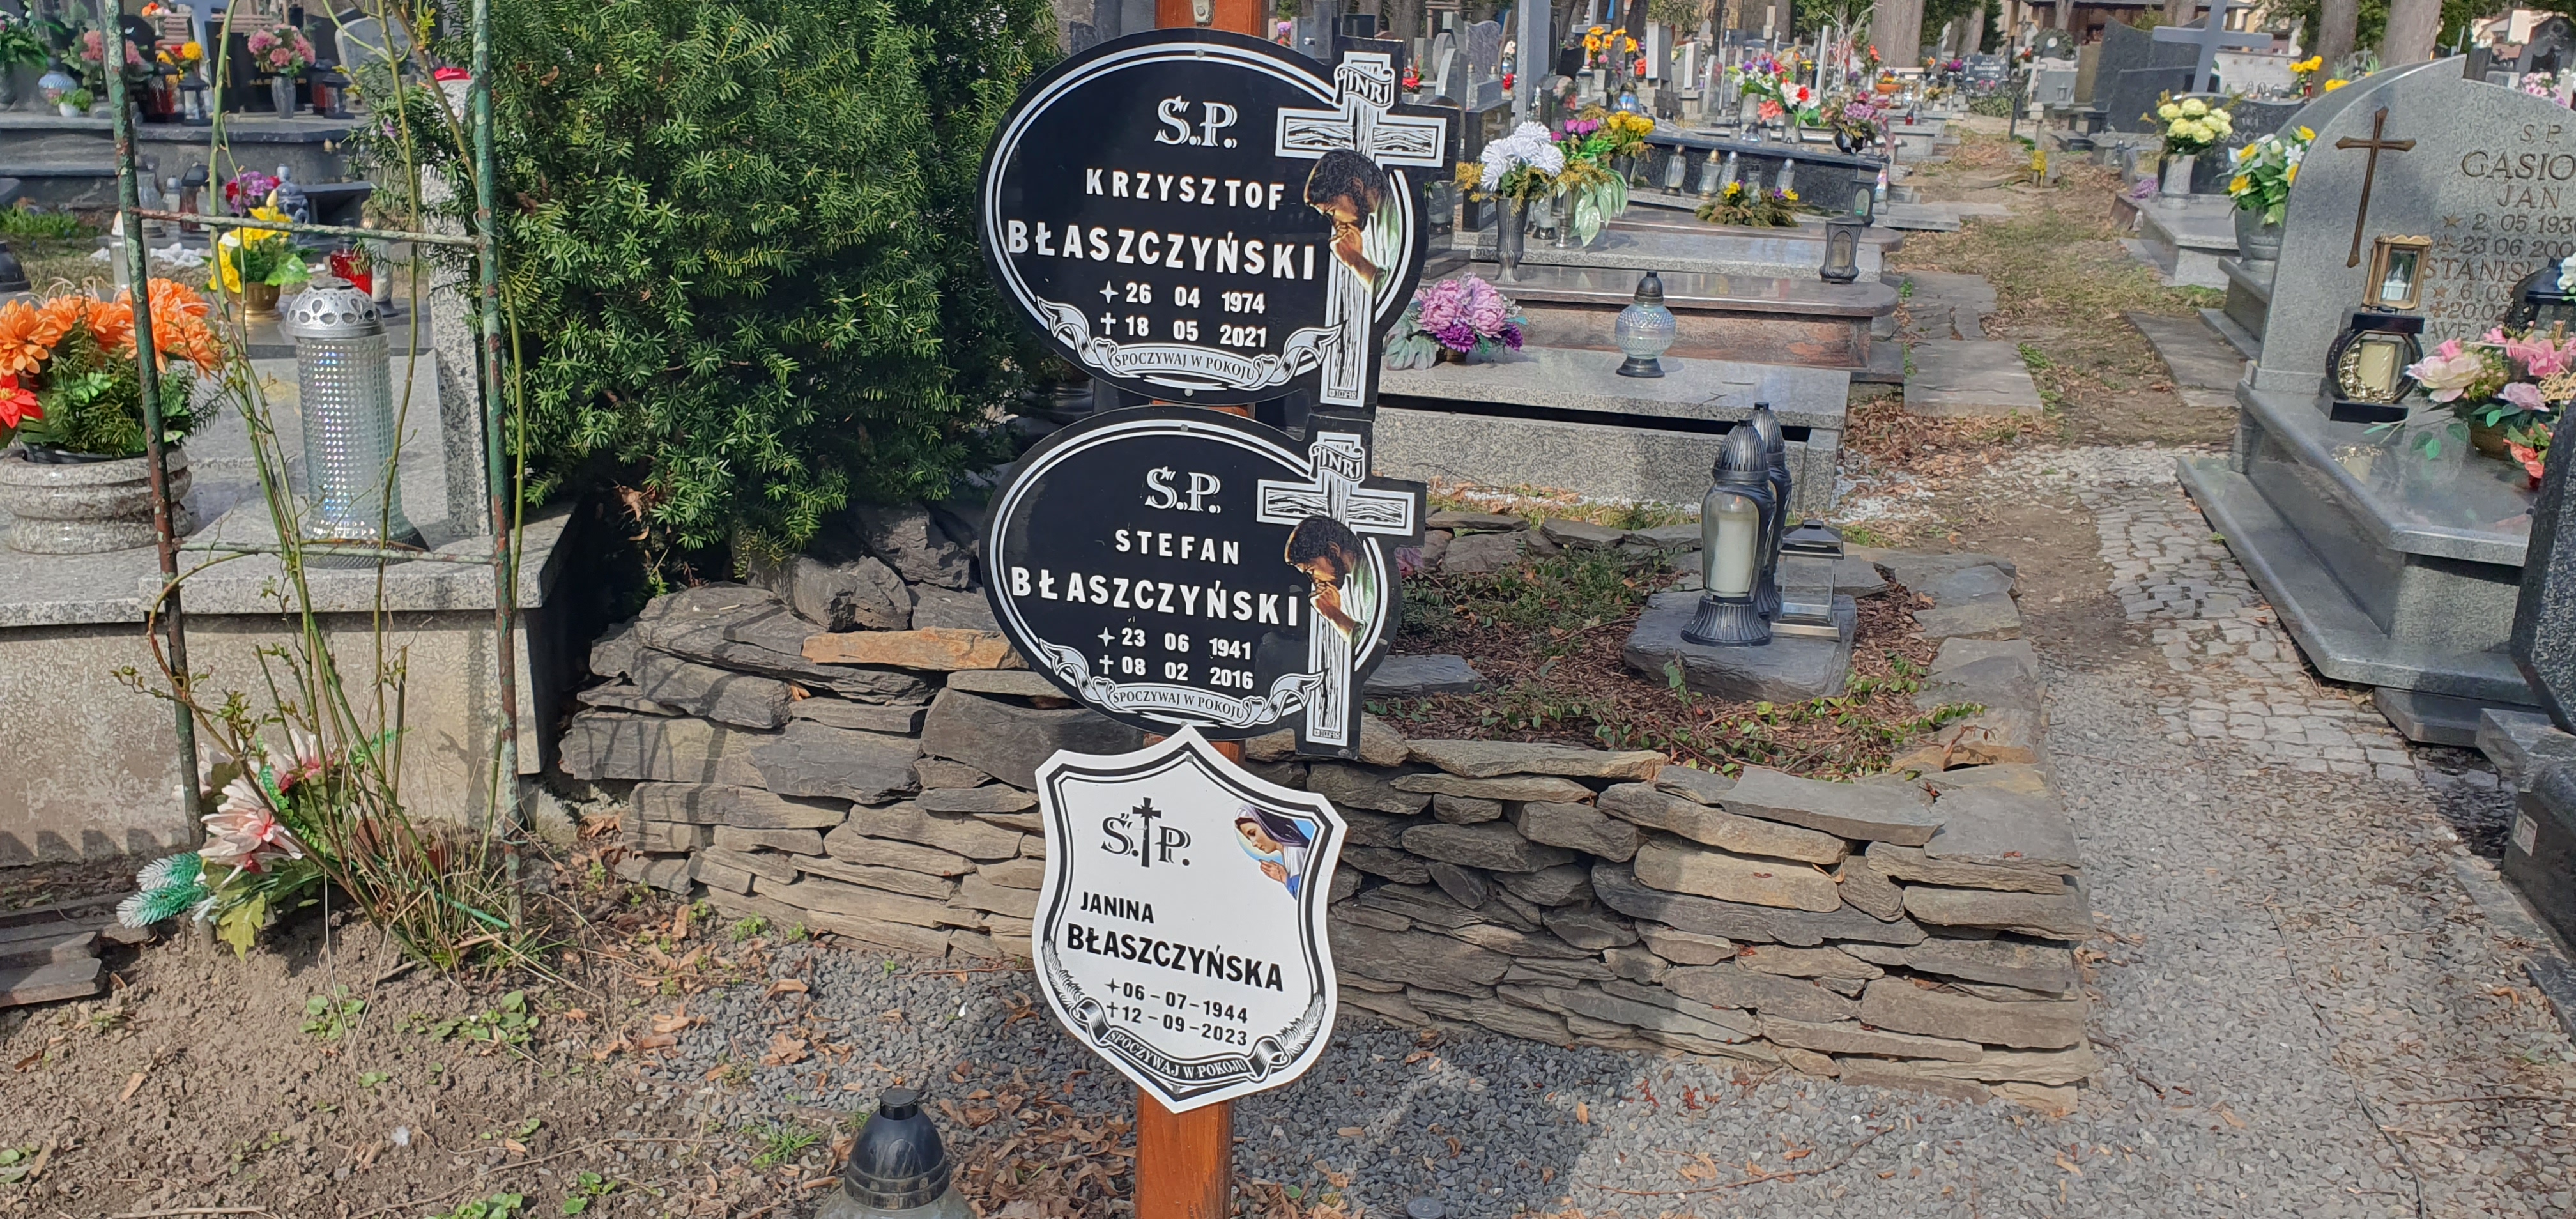 INRI
Ś.P.
KRZYSZTOF
BŁASZCZYŃSKI
26 04 1974
18 05 2021
SPOCZYWAJ W POKOJU
INRI
Ś.P.
STEFAN
BŁASZCZYŃSKI
23 06 1941
08 02 2016
SPOCZYWAJ W POKOJU
Ś.P.
JANINA
BŁASZCZYŃSKA
06-07-1944
12-09-2023
SPOCZYWAJ W POKOJU
JAN